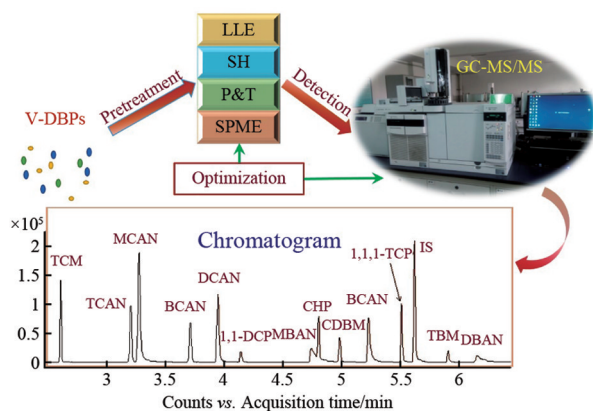 LLE
SH
P&T
SPME
GC-MS/MS
V-DBPs
Pretreatment
Detection
Optimization
×10⁵
Chromatogram
2
1.5
1
0.5
0
TCM
TCAN
MCAN
BCAN
DCAN
1,1-DCP
MBAN
CHP
CDBM
BCAN
1,1,1-TCP
IS
TBM
DBAN
3
3.5
4
4.5
5
5.5
6
Counts vs. Acquisition time/min